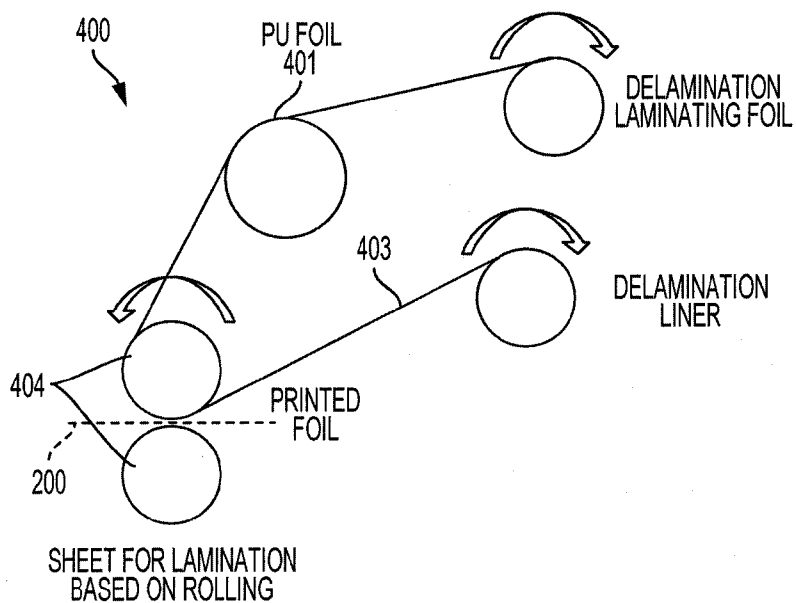 400
PU FOIL
401
DELAMINATION
LAMINATING FOIL
403
DELAMINATION
LINER
404
PRINTED
FOIL
200
SHEET FOR LAMINATION
BASED ON ROLLING